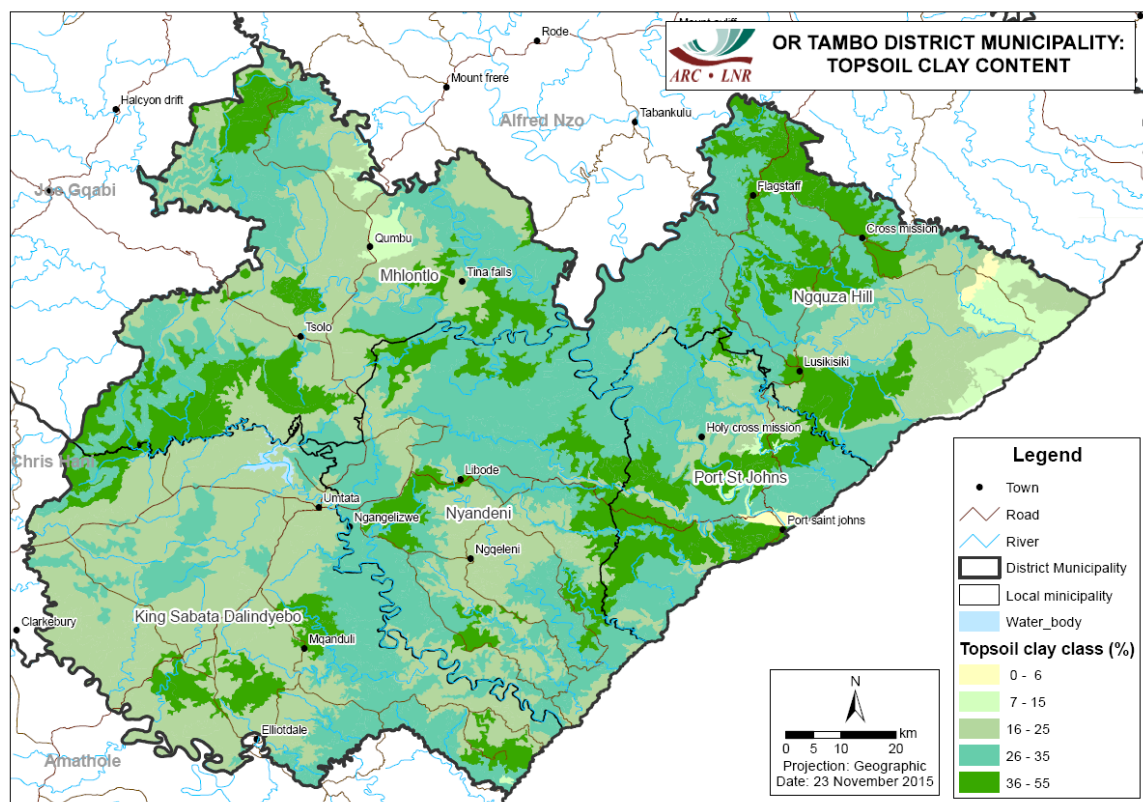 Mount ayliff
Rode
OR TAMBO DISTRICT MUNICIPALITY:
TOPSOIL CLAY CONTENT
ARC • LNR
Mount frere
Halcyon drift
Tabankulu
Alfred Nzo
Joe Gqabi
Flagstaff
Cross mission
Qumbu
Mhlontlo
Tina falls
Ngquza Hill
Tsolo
Lusikisiki
Holy cross mission
Chris Hani
Libode
Port St Johns
Umtata
Nyandeni
Ngangelizwe
Port saint johns
Ngqeleni
King Sabata Dalindyebo
Clarkebury
Mqanduli
Elliotdale
Amathole
Legend
Town
Road
River
District Municipality
Local minicipality
Water_body
Topsoil clay class (%)
0 - 6
7 - 15
16 - 25
26 - 35
36 - 55
N
km
0 5 10 20
Projection: Geographic
Date: 23 November 2015